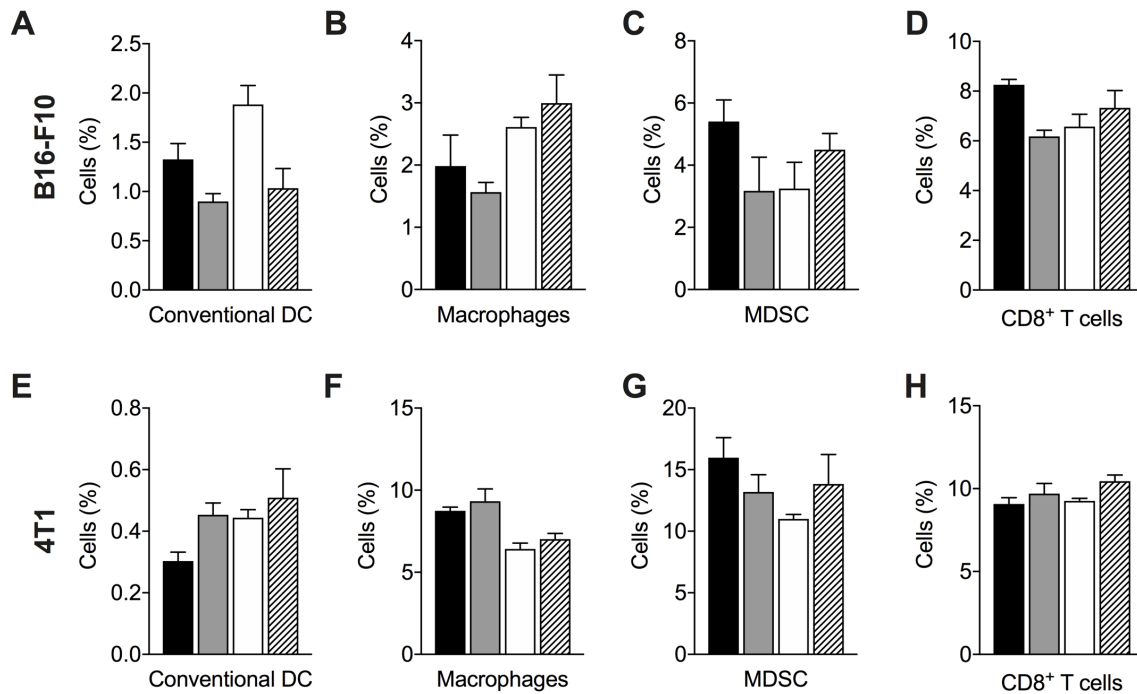 A
B16-F10
Cells (%)
2.5
2.0
1.5
1.0
0.5
0.0
Conventional DC
B
Cells (%)
4
3
2
1
0
Macrophages
C
Cells (%)
8
6
4
2
0
MDSC
D
Cells (%)
10
8
6
4
2
0
CD8⁺ T cells
E
4T1
Cells (%)
0.8
0.6
0.4
0.2
0.0
Conventional DC
F
Cells (%)
15
10
5
0
Macrophages
G
Cells (%)
20
15
10
5
0
MDSC
H
Cells (%)
15
10
5
0
CD8⁺ T cells